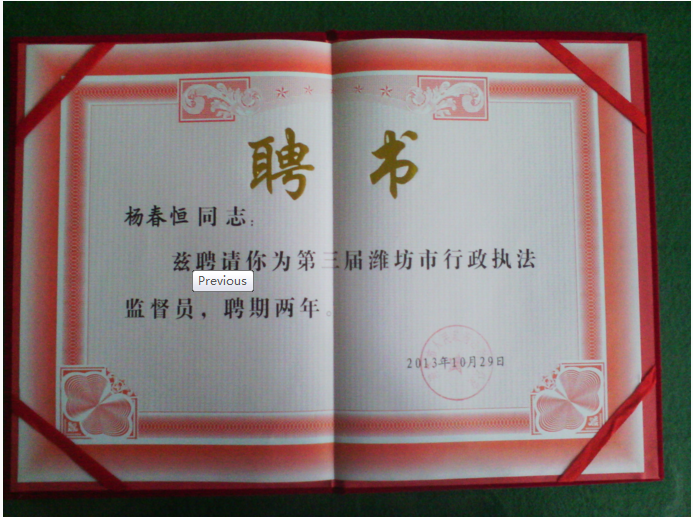 聘书
杨春恒同志：
兹聘请你为第三届潍坊市行政执法
Previous
监督员，聘期两年。
2013年10月29日